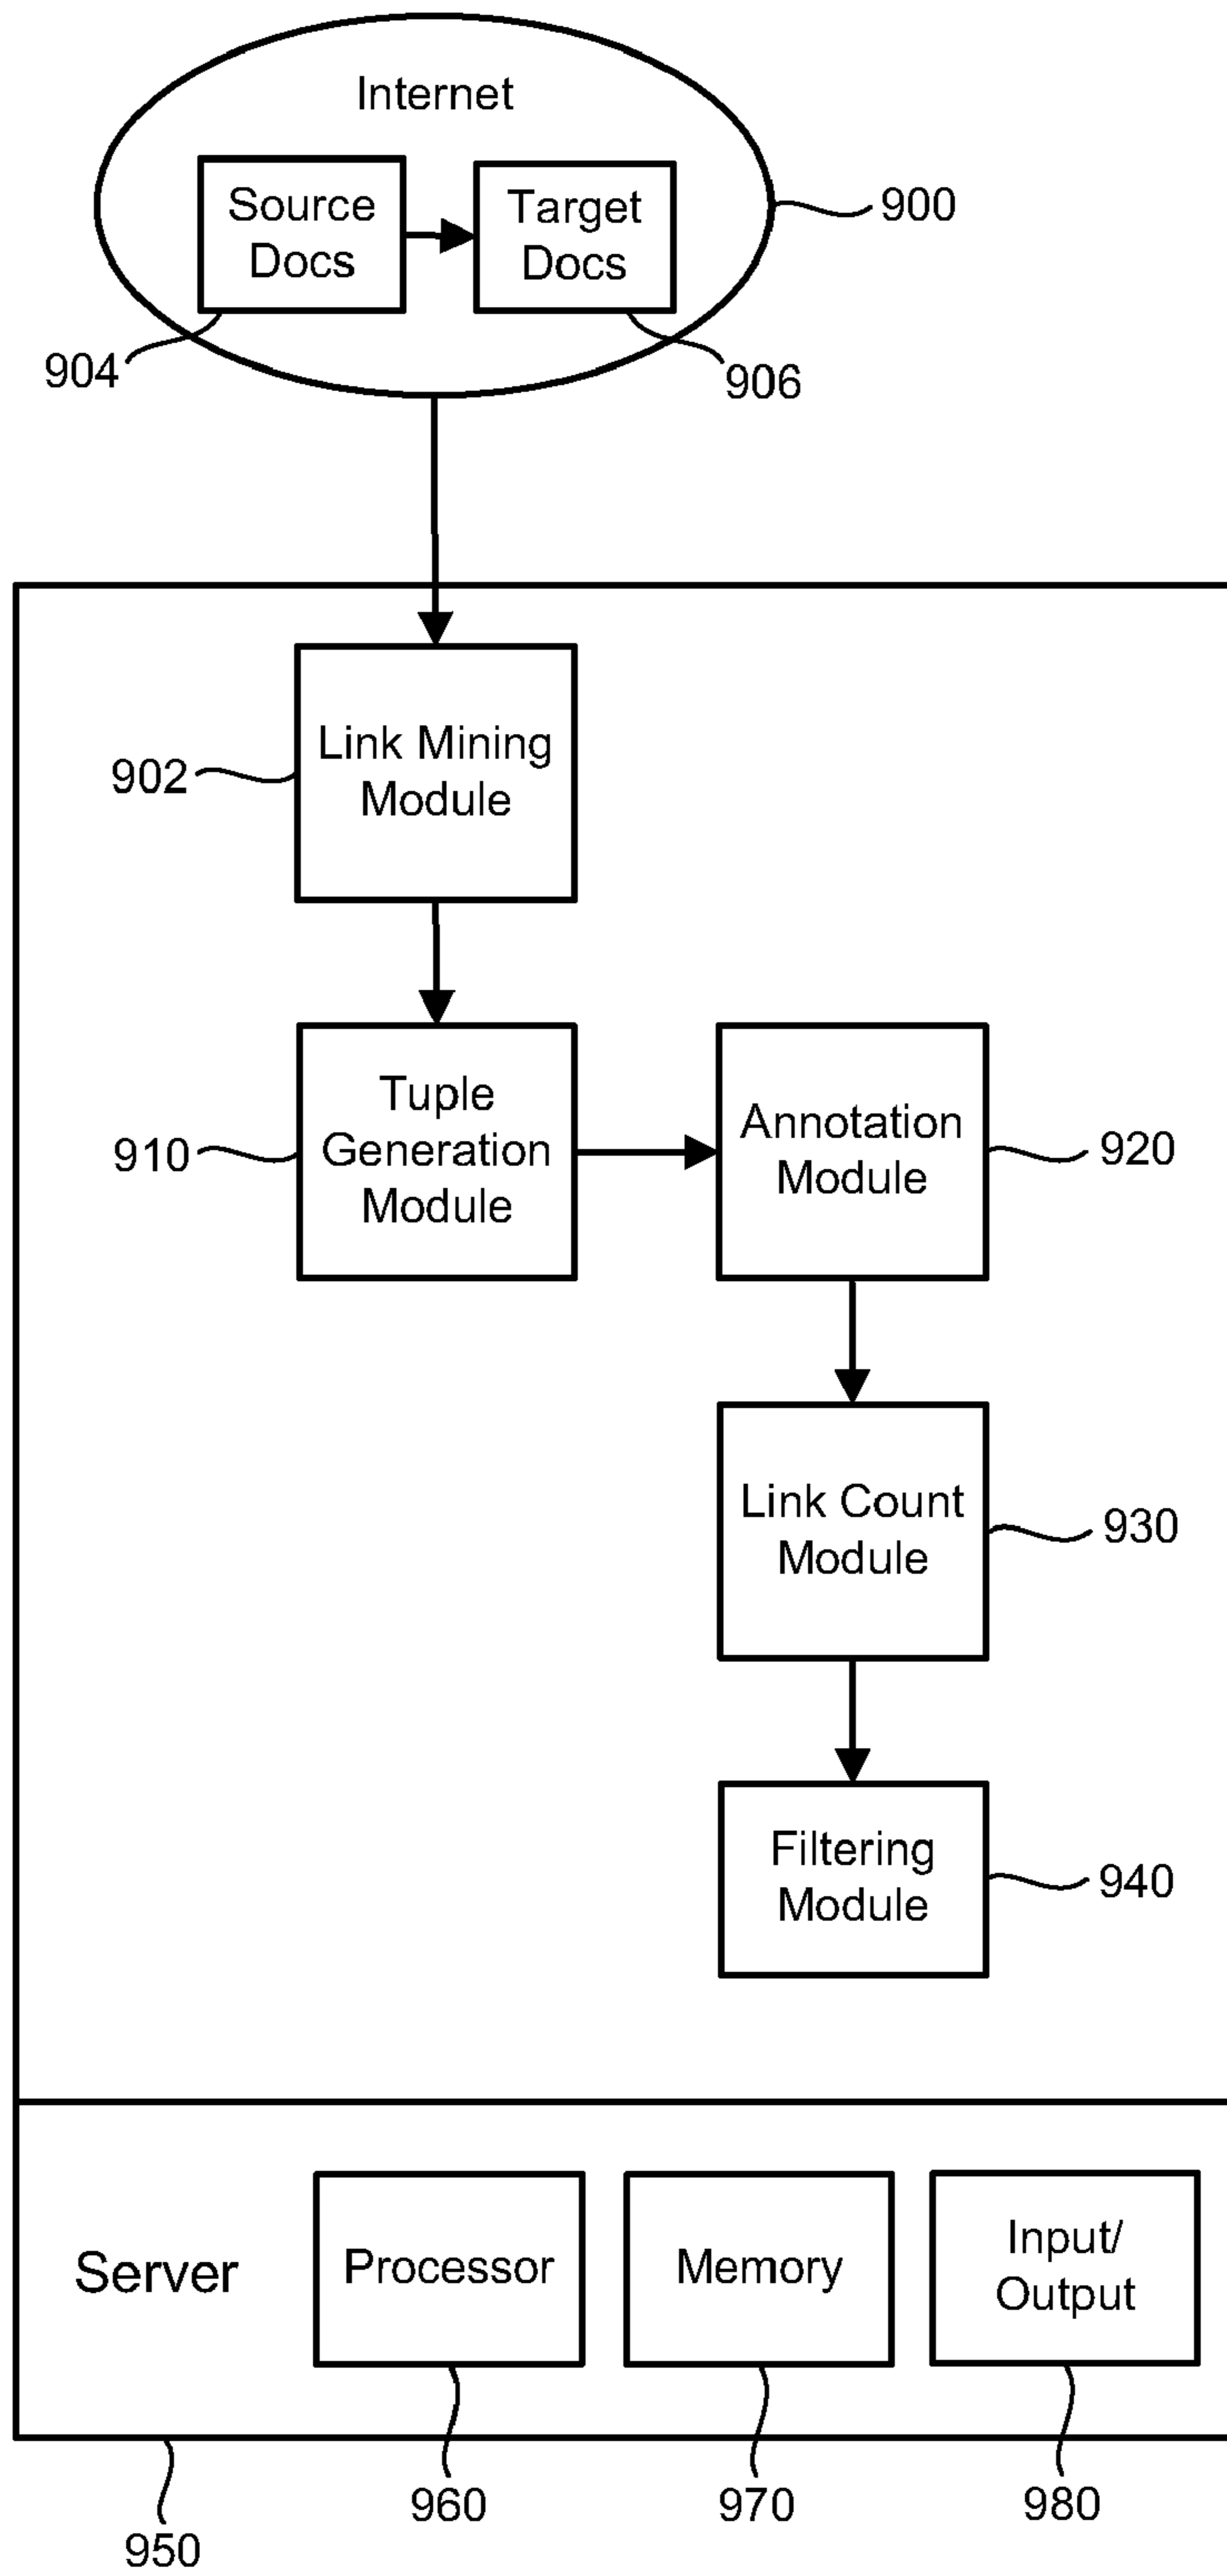 Internet
Source
Docs
Target
Docs
900
904
906
Link Mining
Module
902
Tuple
Generation
Module
910
Annotation
Module
920
Link Count
Module
930
Filtering
Module
940
Server
Processor
Memory
Input/
Output
960
970
980
950